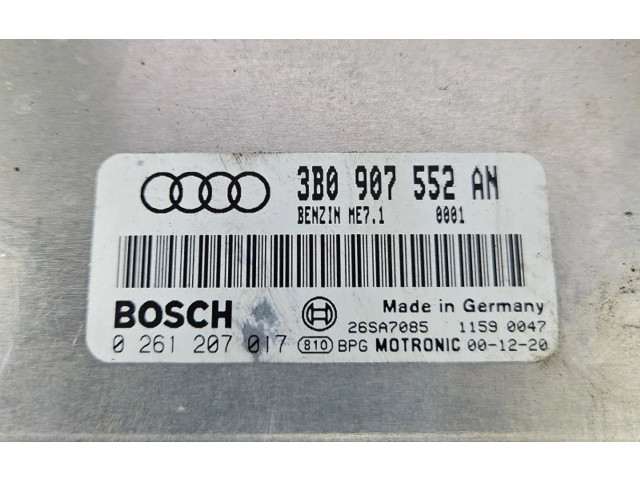 3B0 907 552 AN
BENZIN ME7.1 0001
BOSCH Made in Germany
26SA7085 1159 0047
0 261 207 017 810 BPG MOTRONIC 00-12-20